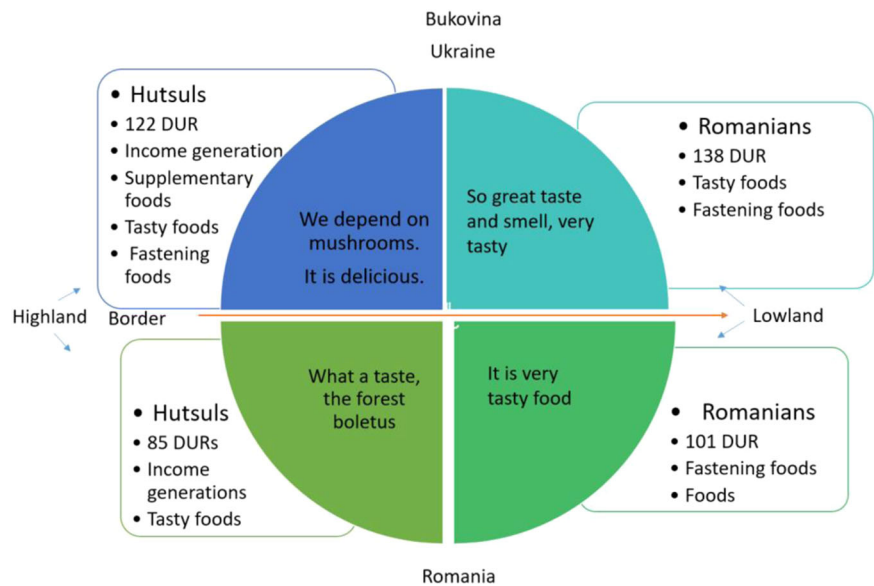 Bukovina
Ukraine
• Hutsuls
• 122 DUR
• Income generation
• Supplementary
foods
• Tasty foods
• Fastening
foods
We depend on
mushrooms.
It is delicious.
So great taste
and smell, very
tasty
• Romanians
• 138 DUR
• Tasty foods
• Fastening foods
Highland
Border
Lowland
• Hutsuls
• 85 DURs
• Income
generations
• Tasty foods
What a taste,
the forest
boletus
It is very
tasty food
• Romanians
• 101 DUR
• Fastening foods
• Foods
Romania